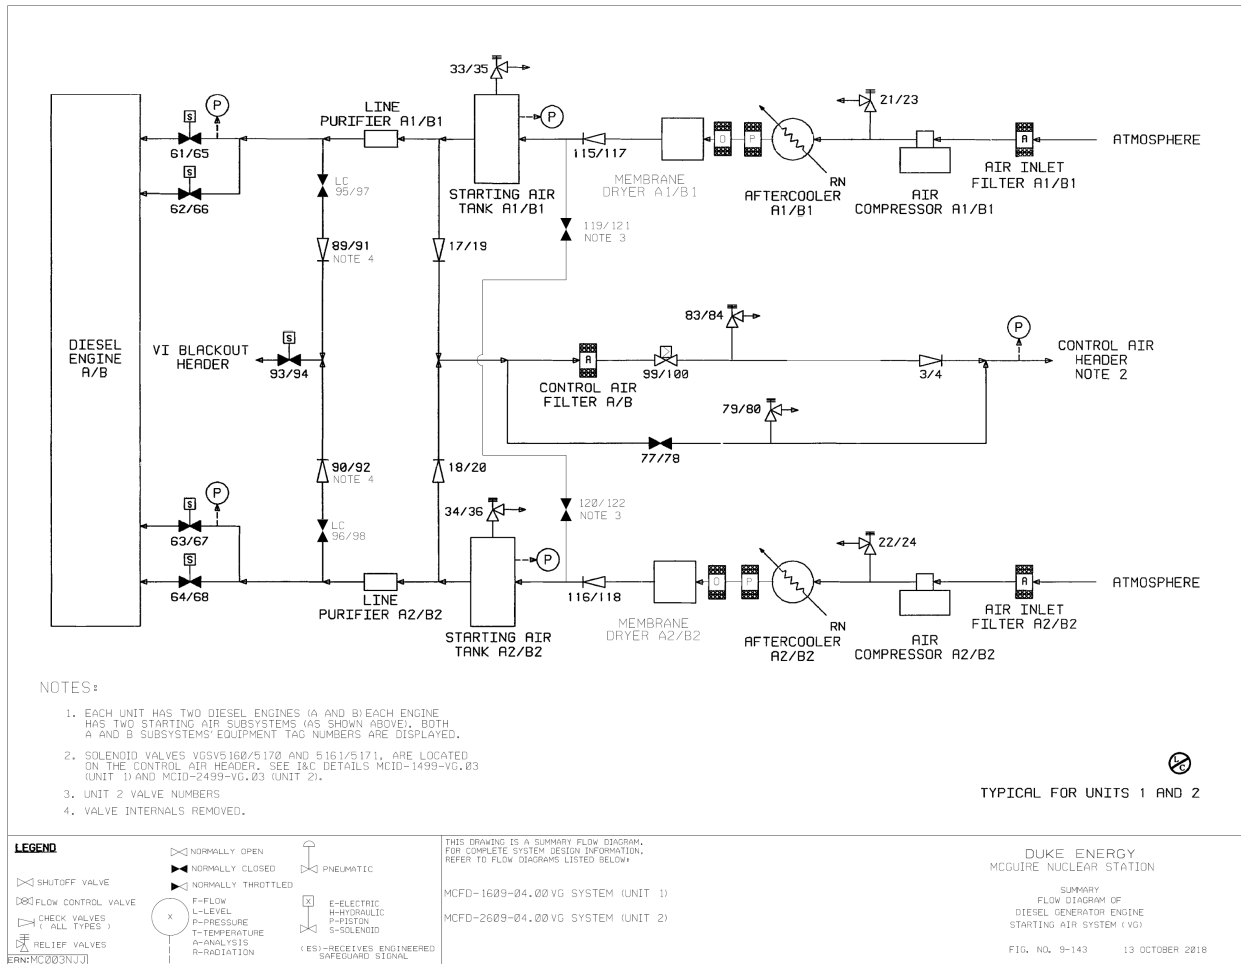 33/35
P
21/23
S
P
LINE
PURIFIER A1/B1
P
O
P
A
ATMOSPHERE
61/65
115/117
S
LC
95/97
MEMBRANE
DRYER A1/B1
RN
AIR INLET
FILTER A1/B1
62/66
STARTING AIR
TANK A1/B1
AFTERCOOLER
A1/B1
AIR
COMPRESSOR A1/B1
119/121
NOTE 3
89/91
NOTE 4
17/19
83/84
P
DIESEL
ENGINE
A/B
VI BLACKOUT
HEADER
S
93/94
A
99/100
3/4
CONTROL AIR
HEADER
NOTE 2
CONTROL AIR
FILTER A/B
79/80
77/78
90/92
NOTE 4
18/20
P
34/36
120/122
NOTE 3
S
63/67
LC
96/98
22/24
P
S
64/68
LINE
PURIFIER A2/B2
116/118
O
P
A
ATMOSPHERE
STARTING AIR
TANK A2/B2
MEMBRANE
DRYER A2/B2
RN
AFTERCOOLER
A2/B2
AIR
COMPRESSOR A2/B2
AIR INLET
FILTER A2/B2
NOTES:
1. EACH UNIT HAS TWO DIESEL ENGINES (A AND B) EACH ENGINE
HAS TWO STARTING AIR SUBSYSTEMS (AS SHOWN ABOVE). BOTH
A AND B SUBSYSTEMS' EQUIPMENT TAG NUMBERS ARE DISPLAYED.
2. SOLENOID VALVES VGSV5160/5170 AND 5161/5171, ARE LOCATED
ON THE CONTROL AIR HEADER. SEE I&C DETAILS MCID-1499-VG.03
(UNIT 1) AND MCID-2499-VG.03 (UNIT 2).
3. UNIT 2 VALVE NUMBERS
4. VALVE INTERNALS REMOVED.
L/C
TYPICAL FOR UNITS 1 AND 2
LEGEND
SHUTOFF VALVE
FLOW CONTROL VALVE
CHECK VALVES
( ALL TYPES )
RELIEF VALVES
ERN:MC003NJJ
NORMALLY OPEN
NORMALLY CLOSED
NORMALLY THROTTLED
X
F-FLOW
L-LEVEL
P-PRESSURE
T-TEMPERATURE
A-ANALYSIS
R-RADIATION
PNEUMATIC
X
E-ELECTRIC
H-HYDRAULIC
P-PISTON
S-SOLENOID
(ES)-RECEIVES ENGINEERED
SAFEGUARD SIGNAL
THIS DRAWING IS A SUMMARY FLOW DIAGRAM.
FOR COMPLETE SYSTEM DESIGN INFORMATION,
REFER TO FLOW DIAGRAMS LISTED BELOW:
MCFD-1609-04.00 VG SYSTEM (UNIT 1)
MCFD-2609-04.00 VG SYSTEM (UNIT 2)
DUKE ENERGY
MCGUIRE NUCLEAR STATION
SUMMARY
FLOW DIAGRAM OF
DIESEL GENERATOR ENGINE
STARTING AIR SYSTEM (VG)
FIG. NO. 9-143 13 OCTOBER 2018